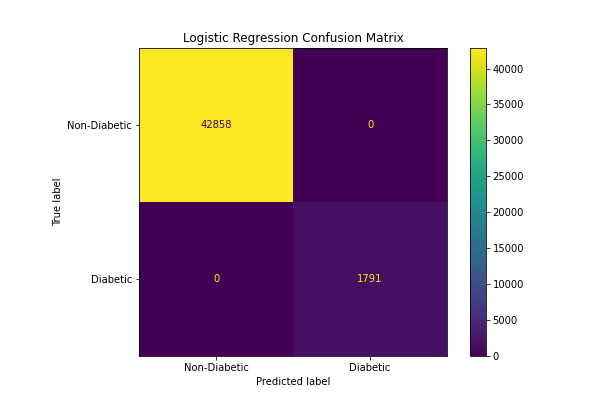 Logistic Regression Confusion Matrix
True label
Non-Diabetic
Diabetic
42858
0
0
1791
Non-Diabetic
Diabetic
Predicted label
40000
35000
30000
25000
20000
15000
10000
5000
0